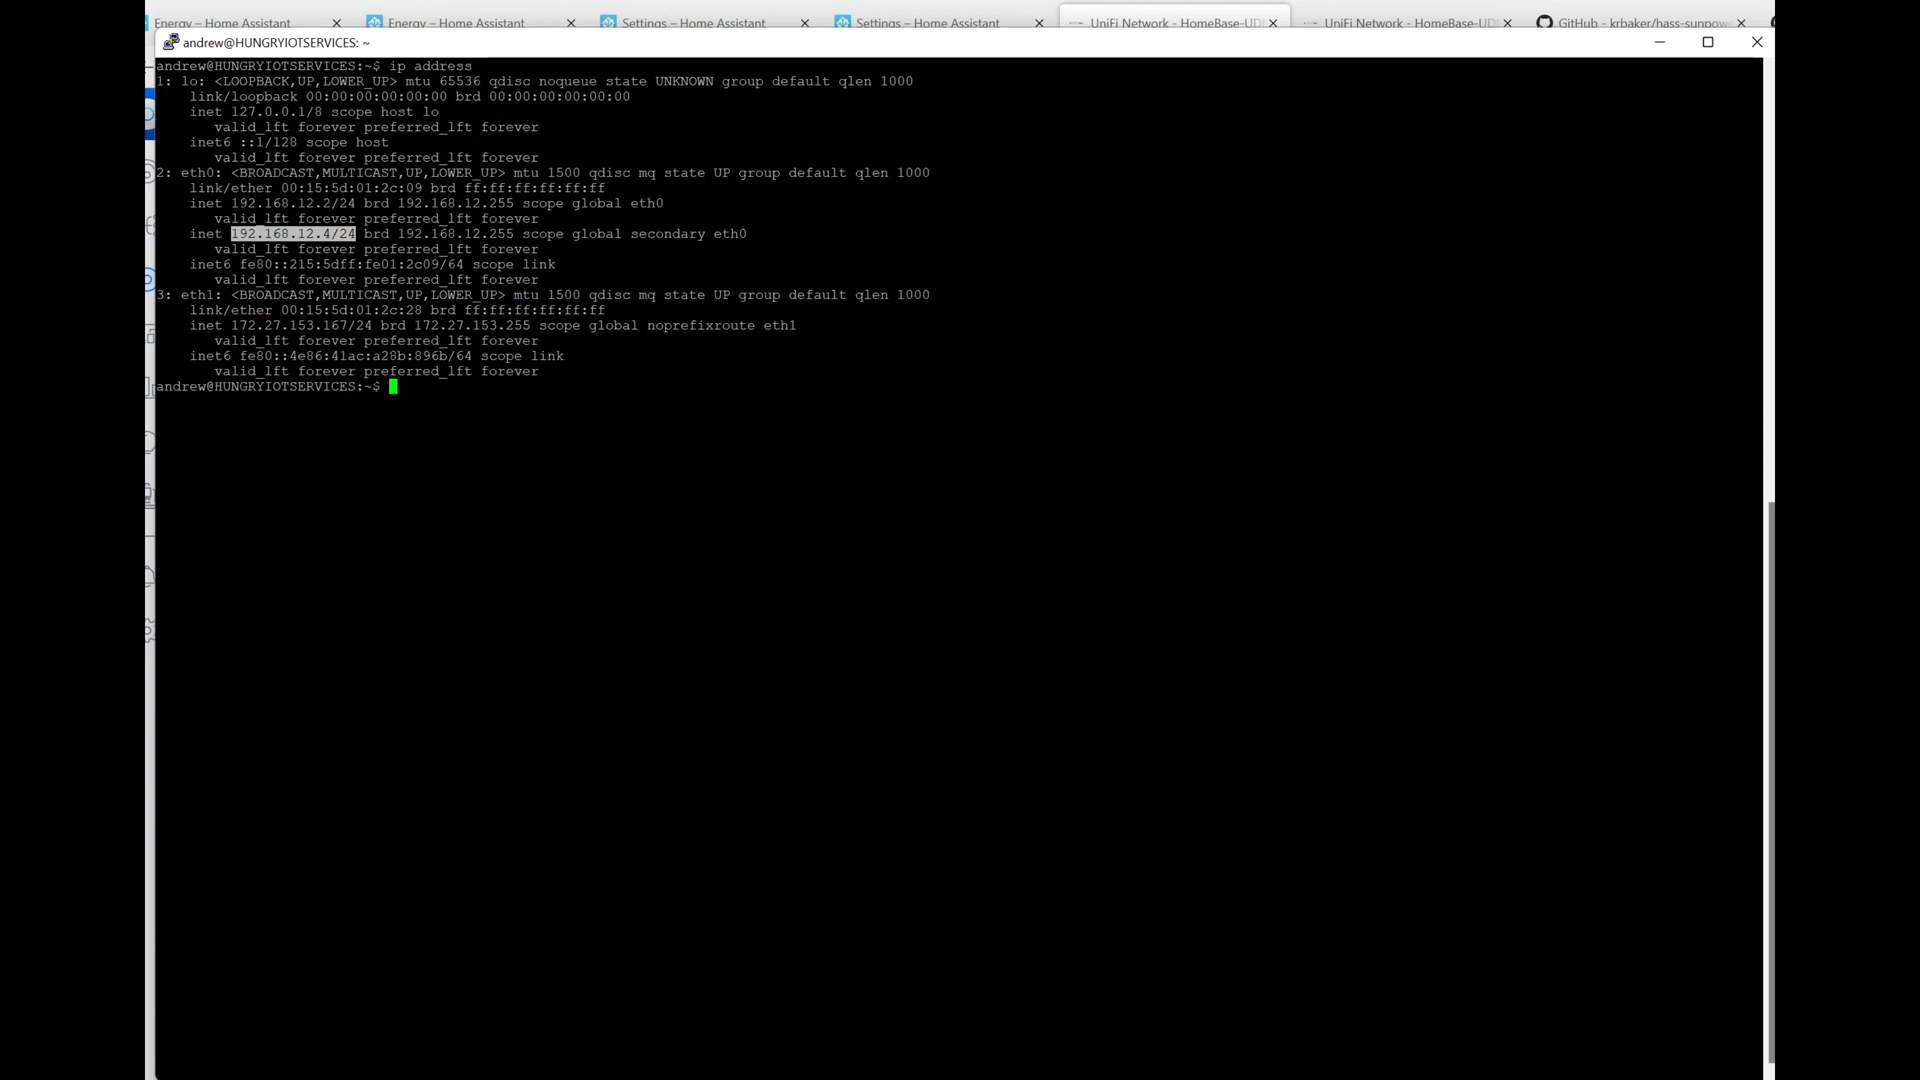 Energy – Home Assistant
Energy – Home Assistant
Settings – Home Assistant
Settings – Home Assistant
UniFi Network - HomeBase-UD
UniFi Network - HomeBase-UD
GitHub - krbaker/hass-sunpow
andrew@HUNGRYIOTSERVICES: ~
andrew@HUNGRYIOTSERVICES:~$ ip address
1: lo: <LOOPBACK,UP,LOWER_UP> mtu 65536 qdisc noqueue state UNKNOWN group default qlen 1000
link/loopback 00:00:00:00:00:00 brd 00:00:00:00:00:00
inet 127.0.0.1/8 scope host lo
valid_lft forever preferred_lft forever
inet6 ::1/128 scope host
valid_lft forever preferred_lft forever
2: eth0: <BROADCAST,MULTICAST,UP,LOWER_UP> mtu 1500 qdisc mq state UP group default qlen 1000
link/ether 00:15:5d:01:2c:09 brd ff:ff:ff:ff:ff:ff
inet 192.168.12.2/24 brd 192.168.12.255 scope global eth0
valid_lft forever preferred_lft forever
inet 192.168.12.4/24 brd 192.168.12.255 scope global secondary eth0
valid_lft forever preferred_lft forever
inet6 fe80::215:5dff:fe01:2c09/64 scope link
valid_lft forever preferred_lft forever
3: eth1: <BROADCAST,MULTICAST,UP,LOWER_UP> mtu 1500 qdisc mq state UP group default qlen 1000
link/ether 00:15:5d:01:2c:28 brd ff:ff:ff:ff:ff:ff
inet 172.27.153.167/24 brd 172.27.153.255 scope global noprefixroute eth1
valid_lft forever preferred_lft forever
inet6 fe80::4e86:41ac:a28b:896b/64 scope link
valid_lft forever preferred_lft forever
andrew@HUNGRYIOTSERVICES:~$